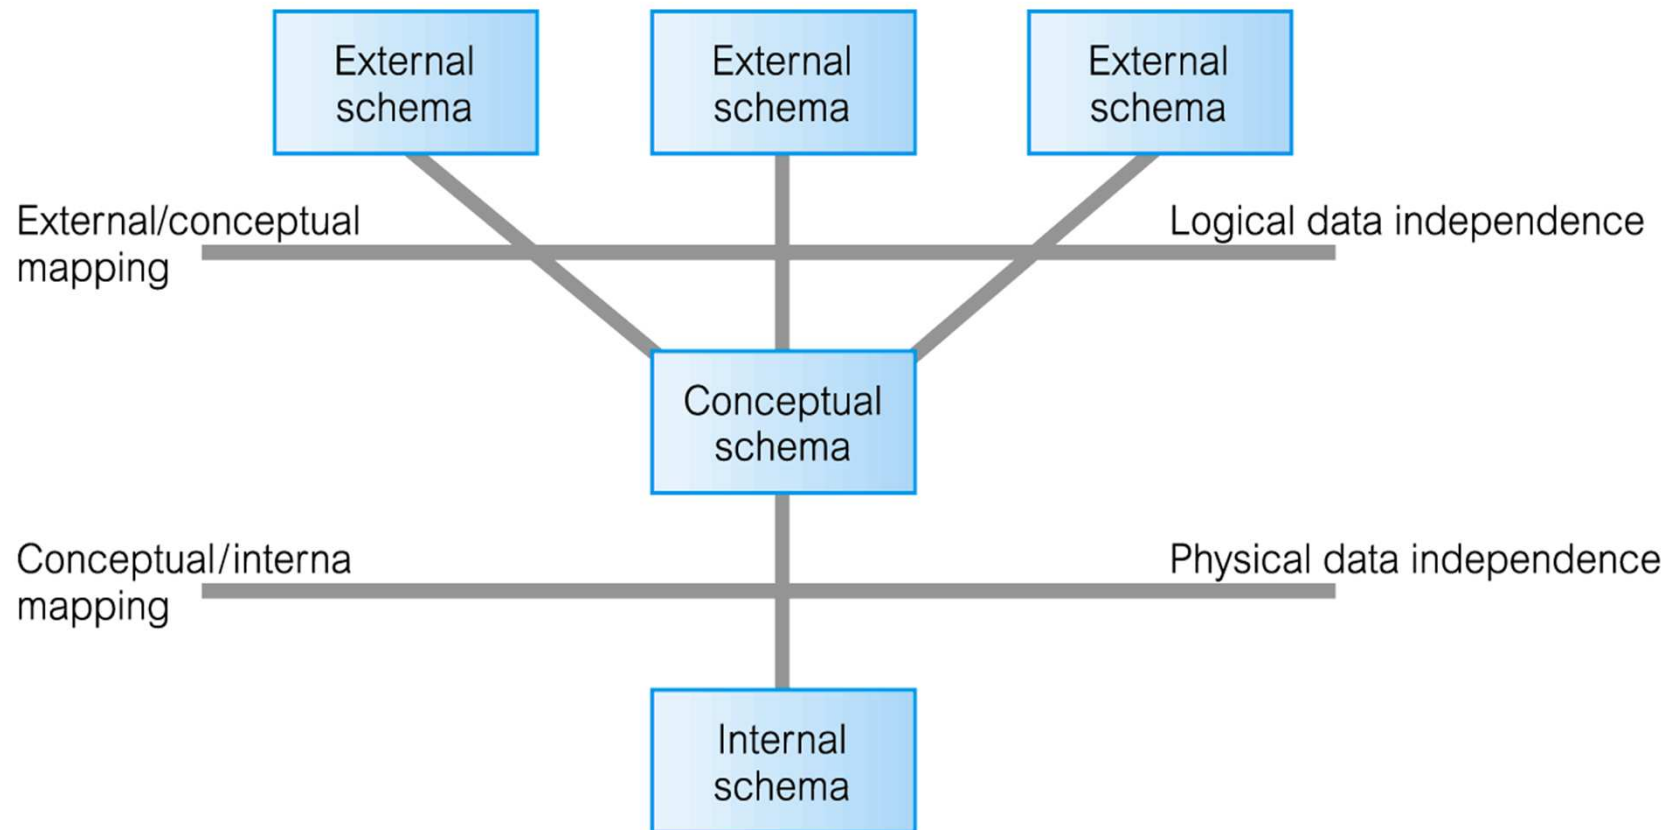 External
schema
External
schema
External
schema
External/conceptual
mapping
Logical data independence
Conceptual
schema
Conceptual/interna
mapping
Physical data independence
Internal
schema